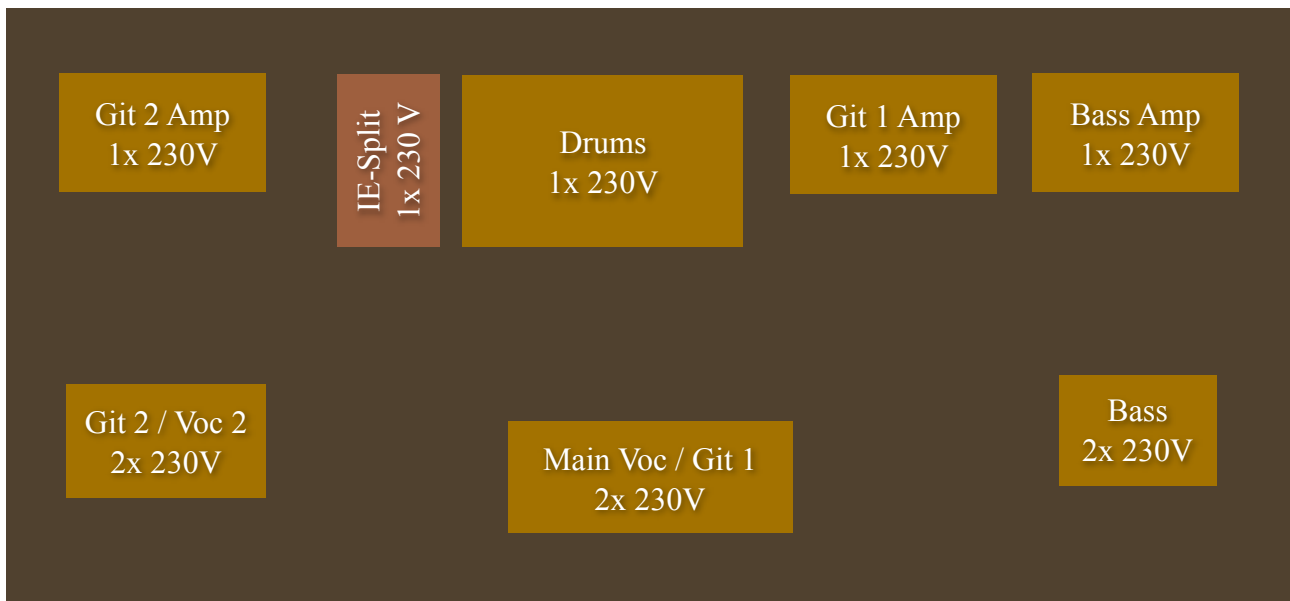 Git 2 Amp
1x 230V
IE-Split
1x 230 V
Drums
1x 230V
Git 1 Amp
1x 230V
Bass Amp
1x 230V
Git 2 / Voc 2
2x 230V
Main Voc / Git 1
2x 230V
Bass
2x 230V